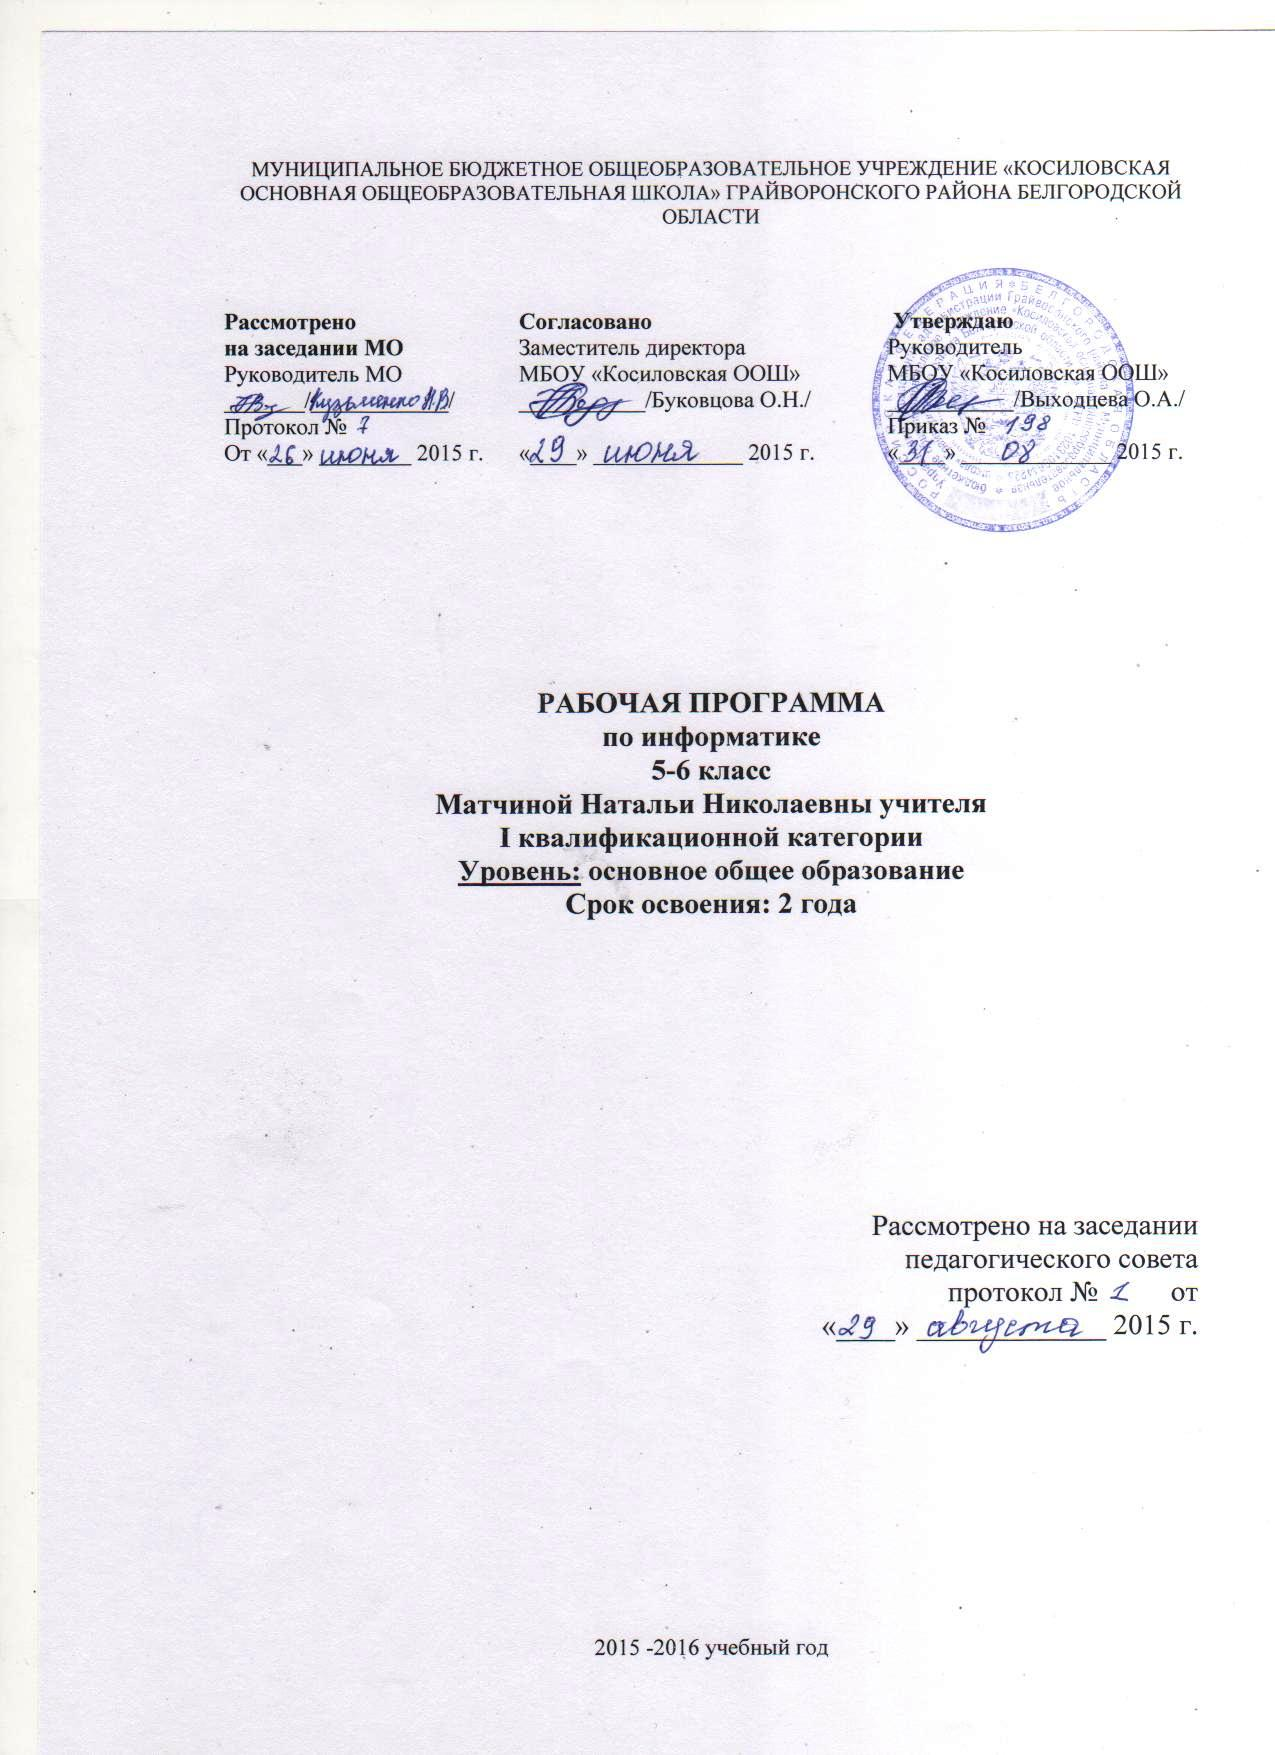 МУНИЦИПАЛЬНОЕ БЮДЖЕТНОЕ ОБЩЕОБРАЗОВАТЕЛЬНОЕ УЧРЕЖДЕНИЕ «КОСИЛОВСКАЯ
ОСНОВНАЯ ОБЩЕОБРАЗОВАТЕЛЬНАЯ ШКОЛА» ГРАЙВОРОНСКОГО РАЙОНА БЕЛГОРОДСКОЙ
ОБЛАСТИ
Рассмотрено
на заседании МО
Руководитель МО
/Кузьменко Н.В/
Протокол № 7
От «26» июня 2015 г.
Согласовано
Заместитель директора
МБОУ «Косиловская ООШ»
/Буковцова О.Н./
«29» июня 2015 г.
Утверждаю
Руководитель
МБОУ «Косиловская ООШ»
/Выходцева О.А./
Приказ № 198
«31» 08 2015 г.
РАБОЧАЯ ПРОГРАММА
по информатике
5-6 класс
Матчиной Натальи Николаевны учителя
I квалификационной категории
Уровень: основное общее образование
Срок освоения: 2 года
Рассмотрено на заседании
педагогического совета
протокол № 1 от
«29» августа 2015 г.
2015 -2016 учебный год